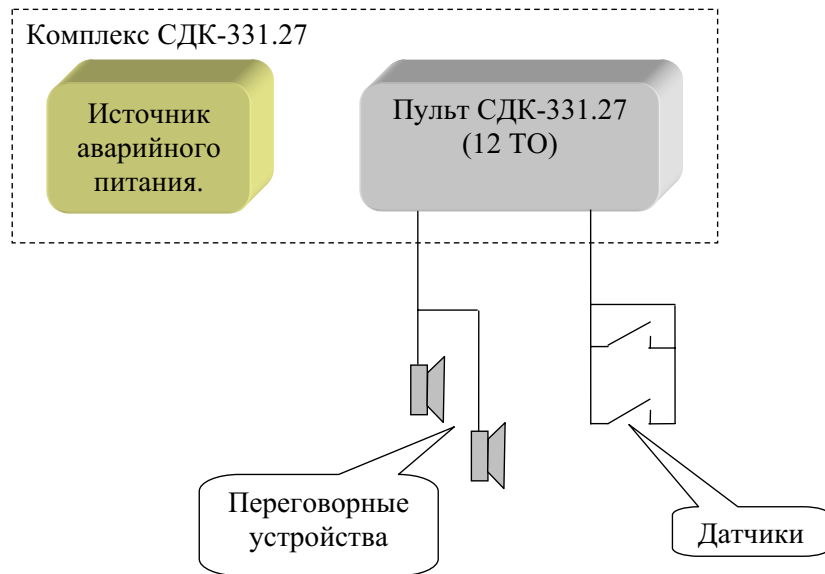 Комплекс СДК-331.27
Источник
аварийного
питания.
Пульт СДК-331.27
(12 ТО)
Переговорные
устройства
Датчики